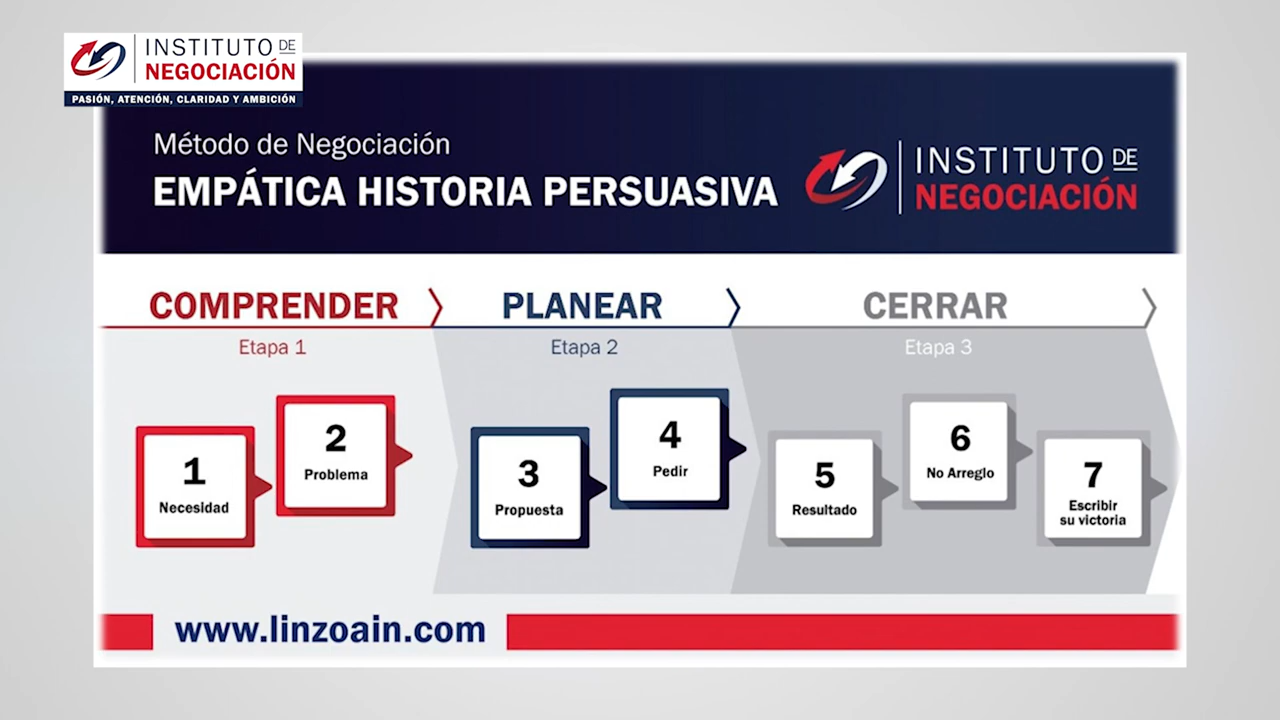 INSTITUTO DE
NEGOCIACIÓN
PASIÓN, ATENCIÓN, CLARIDAD Y AMBICIÓN
Método de Negociación
EMPÁTICA HISTORIA PERSUASIVA
INSTITUTO DE
NEGOCIACIÓN
COMPRENDER
Etapa 1
PLANEAR
Etapa 2
CERRAR
Etapa 3
1
Necesidad
2
Problema
3
Propuesta
4
Pedir
5
Resultado
6
No Arreglo
7
Escribir
su victoria
www.linzoain.com